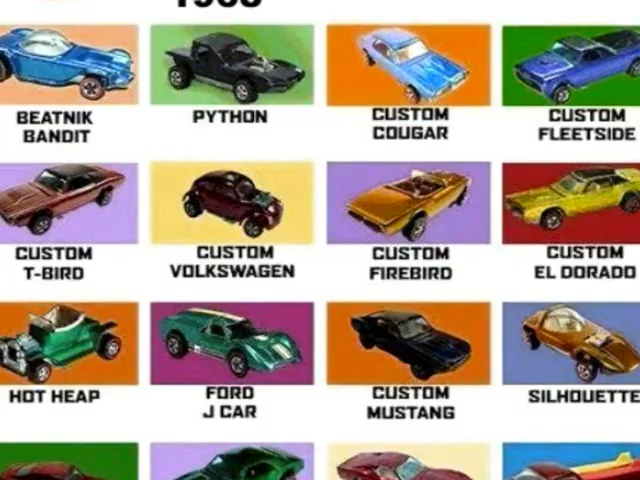 BEATNIK
BANDIT
PYTHON
CUSTOM
COUGAR
CUSTOM
FLEETSIDE
CUSTOM
T-BIRD
CUSTOM
VOLKSWAGEN
CUSTOM
FIREBIRD
CUSTOM
EL DORADO
HOT HEAP
FORD
J CAR
CUSTOM
MUSTANG
SILHOUETTE